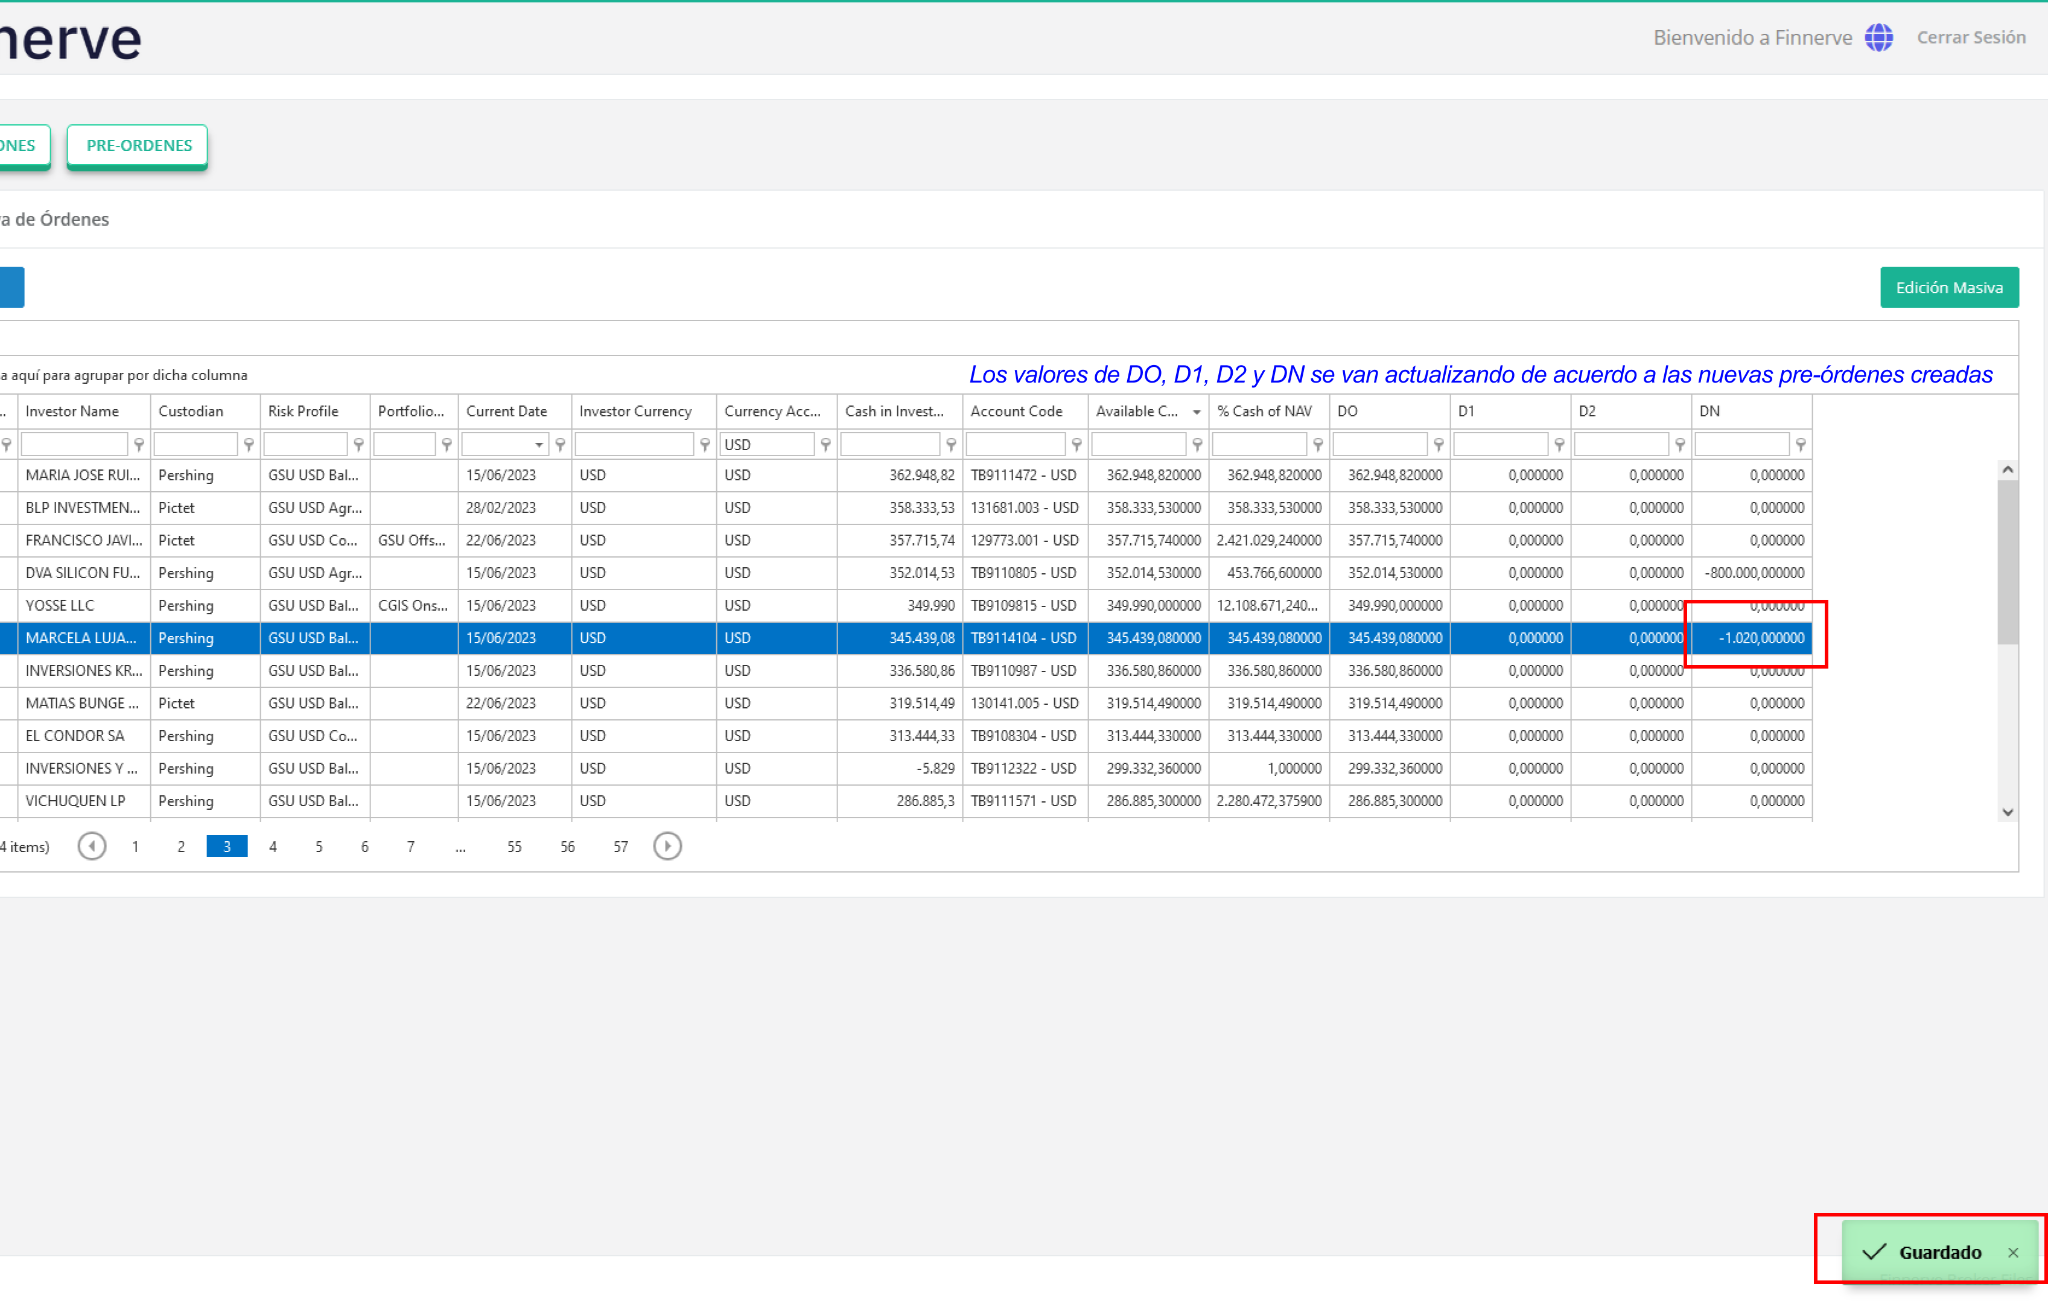 nerve
Bienvenido a Finnerve Cerrar Sesión
ONES PRE-ORDENES
a de Órdenes
Edición Masiva
a aquí para agrupar por dicha columna Los valores de DO, D1, D2 y DN se van actualizando de acuerdo a las nuevas pre-órdenes creadas
... Investor Name Custodian Risk Profile Portfolio... Current Date Investor Currency Currency Acc... Cash in Invest... Account Code Available C... % Cash of NAV DO D1 D2 DN
USD
MARIA JOSE RUI... Pershing GSU USD Bal... 15/06/2023 USD USD 362.948,82 TB9111472 - USD 362.948,820000 362.948,820000 362.948,820000 0,000000 0,000000 0,000000
BLP INVESTMEN... Pictet GSU USD Agr... 28/02/2023 USD USD 358.333,53 131681.003 - USD 358.333,530000 358.333,530000 358.333,530000 0,000000 0,000000 0,000000
FRANCISCO JAVI... Pictet GSU USD Co... GSU Offs... 22/06/2023 USD USD 357.715,74 129773.001 - USD 357.715,740000 2.421.029,240000 357.715,740000 0,000000 0,000000 0,000000
DVA SILICON FU... Pershing GSU USD Agr... 15/06/2023 USD USD 352.014,53 TB9110805 - USD 352.014,530000 453.766,600000 352.014,530000 0,000000 0,000000 -800.000,000000
YOSSE LLC Pershing GSU USD Bal... CGIS Ons... 15/06/2023 USD USD 349.990 TB9109815 - USD 349.990,000000 12.108.671,240... 349.990,000000 0,000000 0,000000 0,000000
MARCELA LUJA... Pershing GSU USD Bal... 15/06/2023 USD USD 345.439,08 TB9114104 - USD 345.439,080000 345.439,080000 345.439,080000 0,000000 0,000000 -1.020,000000
INVERSIONES KR... Pershing GSU USD Bal... 15/06/2023 USD USD 336.580,86 TB9110987 - USD 336.580,860000 336.580,860000 336.580,860000 0,000000 0,000000 0,000000
MATIAS BUNGE ... Pictet GSU USD Bal... 22/06/2023 USD USD 319.514,49 130141.005 - USD 319.514,490000 319.514,490000 319.514,490000 0,000000 0,000000 0,000000
EL CONDOR SA Pershing GSU USD Co... 15/06/2023 USD USD 313.444,33 TB9108304 - USD 313.444,330000 313.444,330000 313.444,330000 0,000000 0,000000 0,000000
INVERSIONES Y ... Pershing GSU USD Bal... 15/06/2023 USD USD -5.829 TB9112322 - USD 299.332,360000 1,000000 299.332,360000 0,000000 0,000000 0,000000
VICHUQUEN LP Pershing GSU USD Bal... 15/06/2023 USD USD 286.885,3 TB9111571 - USD 286.885,300000 2.280.472,375900 286.885,300000 0,000000 0,000000 0,000000
4 items) 1 2 3 4 5 6 7 ... 55 56 57
Guardado